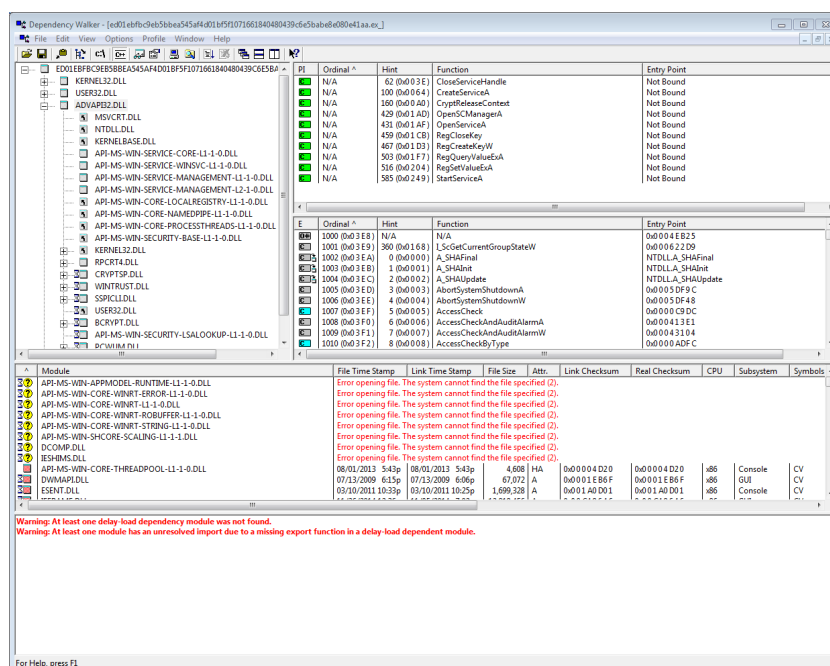 Dependency Walker - [ed01ebfbc9eb5bbea545af4d01bf5f1071661840480439c6e5babe8e080e41aa.ex_]
File Edit View Options Profile Window Help
ED01EBFBC9EB5BBEA545AF4D01BF5F1071661840480439C6E5BA
KERNEL32.DLL
USER32.DLL
ADVAPI32.DLL
MSVCRT.DLL
NTDLL.DLL
KERNELBASE.DLL
API-MS-WIN-SERVICE-CORE-L1-1-0.DLL
API-MS-WIN-SERVICE-WINSVC-L1-1-0.DLL
API-MS-WIN-SERVICE-MANAGEMENT-L1-1-0.DLL
API-MS-WIN-SERVICE-MANAGEMENT-L2-1-0.DLL
API-MS-WIN-CORE-LOCALREGISTRY-L1-1-0.DLL
API-MS-WIN-CORE-NAMEDPIPE-L1-1-0.DLL
API-MS-WIN-CORE-PROCESSTHREADS-L1-1-0.DLL
API-MS-WIN-SECURITY-BASE-L1-1-0.DLL
KERNEL32.DLL
RPCRT4.DLL
CRYPTSP.DLL
WINTRUST.DLL
SSPICLI.DLL
USER32.DLL
BCRYPT.DLL
API-MS-WIN-SECURITY-LSALOOKUP-L1-1-0.DLL
PCWUM.DLL
PI Ordinal ^ Hint Function Entry Point
N/A 62 (0x003E) CloseServiceHandle Not Bound
N/A 100 (0x0064) CreateServiceA Not Bound
N/A 160 (0x00A0) CryptReleaseContext Not Bound
N/A 429 (0x01AD) OpenSCManagerA Not Bound
N/A 431 (0x01AF) OpenServiceA Not Bound
N/A 459 (0x01CB) RegCloseKey Not Bound
N/A 467 (0x01D3) RegCreateKeyW Not Bound
N/A 503 (0x01F7) RegQueryValueExA Not Bound
N/A 516 (0x0204) RegSetValueExA Not Bound
N/A 585 (0x0249) StartServiceA Not Bound
E Ordinal ^ Hint Function Entry Point
1000 (0x03E8) N/A N/A 0x0004EB25
1001 (0x03E9) 360 (0x0168) I_ScGetCurrentGroupStateW 0x000622D9
1002 (0x03EA) 0 (0x0000) A_SHAFinal NTDLL.A_SHAFinal
1003 (0x03EB) 1 (0x0001) A_SHAInit NTDLL.A_SHAInit
1004 (0x03EC) 2 (0x0002) A_SHAUpdate NTDLL.A_SHAUpdate
1005 (0x03ED) 3 (0x0003) AbortSystemShutdownA 0x0005DF9C
1006 (0x03EE) 4 (0x0004) AbortSystemShutdownW 0x0005DF48
1007 (0x03EF) 5 (0x0005) AccessCheck 0x0000C9DC
1008 (0x03F0) 6 (0x0006) AccessCheckAndAuditAlarmA 0x000413E1
1009 (0x03F1) 7 (0x0007) AccessCheckAndAuditAlarmW 0x00043104
1010 (0x03F2) 8 (0x0008) AccessCheckByType 0x0000ADFC
^ Module File Time Stamp Link Time Stamp File Size Attr. Link Checksum Real Checksum CPU Subsystem Symbols
API-MS-WIN-APPMODEL-RUNTIME-L1-1-0.DLL Error opening file. The system cannot find the file specified (2).
API-MS-WIN-CORE-WINRT-ERROR-L1-1-0.DLL Error opening file. The system cannot find the file specified (2).
API-MS-WIN-CORE-WINRT-L1-1-0.DLL Error opening file. The system cannot find the file specified (2).
API-MS-WIN-CORE-WINRT-ROBUFFER-L1-1-0.DLL Error opening file. The system cannot find the file specified (2).
API-MS-WIN-CORE-WINRT-STRING-L1-1-0.DLL Error opening file. The system cannot find the file specified (2).
API-MS-WIN-SHCORE-SCALING-L1-1-1.DLL Error opening file. The system cannot find the file specified (2).
DCOMP.DLL Error opening file. The system cannot find the file specified (2).
IESHIMS.DLL Error opening file. The system cannot find the file specified (2).
API-MS-WIN-CORE-THREADPOOL-L1-1-0.DLL 08/01/2013 5:43p 08/01/2013 5:43p 4,608 HA 0x00004D20 0x00004D20 x86 Console CV
DWMAPI.DLL 07/13/2009 6:15p 07/13/2009 6:06p 67,072 A 0x0001EB6F 0x0001EB6F x86 GUI CV
ESENT.DLL 03/10/2011 10:33p 03/10/2011 10:25p 1,699,328 A 0x001A0D01 0x001A0D01 x86 Console CV
Warning: At least one delay-load dependency module was not found.
Warning: At least one module has an unresolved import due to a missing export function in a delay-load dependent module.
For Help, press F1